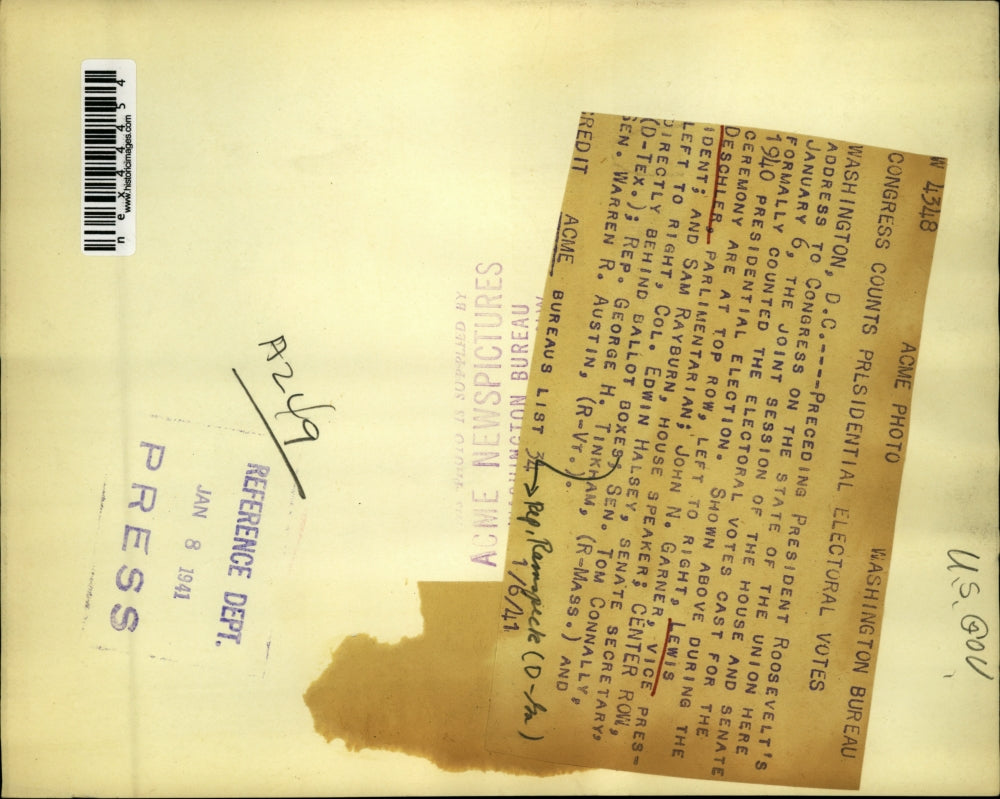 U.S. GOV
W 4348 ACME PHOTO WASHINGTON BUREAU
CONGRESS COUNTS PRLSIDENTIAL ELECTORAL VOTES
WASHINGTON, D.C.----PRECEDING PRESIDENT ROOSEVELT'S
ADDRESS TO CONGRESS ON THE STATE OF THE UNION HERE
JANUARY 6, THE JOINT SESSION OF THE HOUSE AND SENATE
FORMALLY COUNTED THE ELECTORAL VOTES CAST FOR THE
1940 PRESIDENTIAL ELECTION. SHOWN ABOVE DURING THE
CEREMONY ARE AT TOP ROW, LEFT TO RIGHT, LEWIS
DESCHLER, PARLIMENTARIAN; JOHN N. GARNER, VICE PRES-
IDENT; AND SAM RAYBURN, HOUSE SPEAKER; CENTER ROW,
LEFT TO RIGHT, COL. EDWIN HALSEY, SENATE SECRETARY,
DIRECTLY BEHIND BALLOT BOXES; SEN. TOM CONNALLY,
(D-TEX.); REP. GEORGE H. TINKHAM, (R-MASS.) AND
SEN. WARREN R. AUSTIN, (R-VT.).
Rep. Ramspeck (D-Ga)
REDIT ACME BUREAUS LIST 34 1/6/41
WASHINGTON BUREAU
ACME NEWSPICTURES
REFERENCE DEPT.
JAN 8 1941
PRESS
nex444454
www.historicimages.com